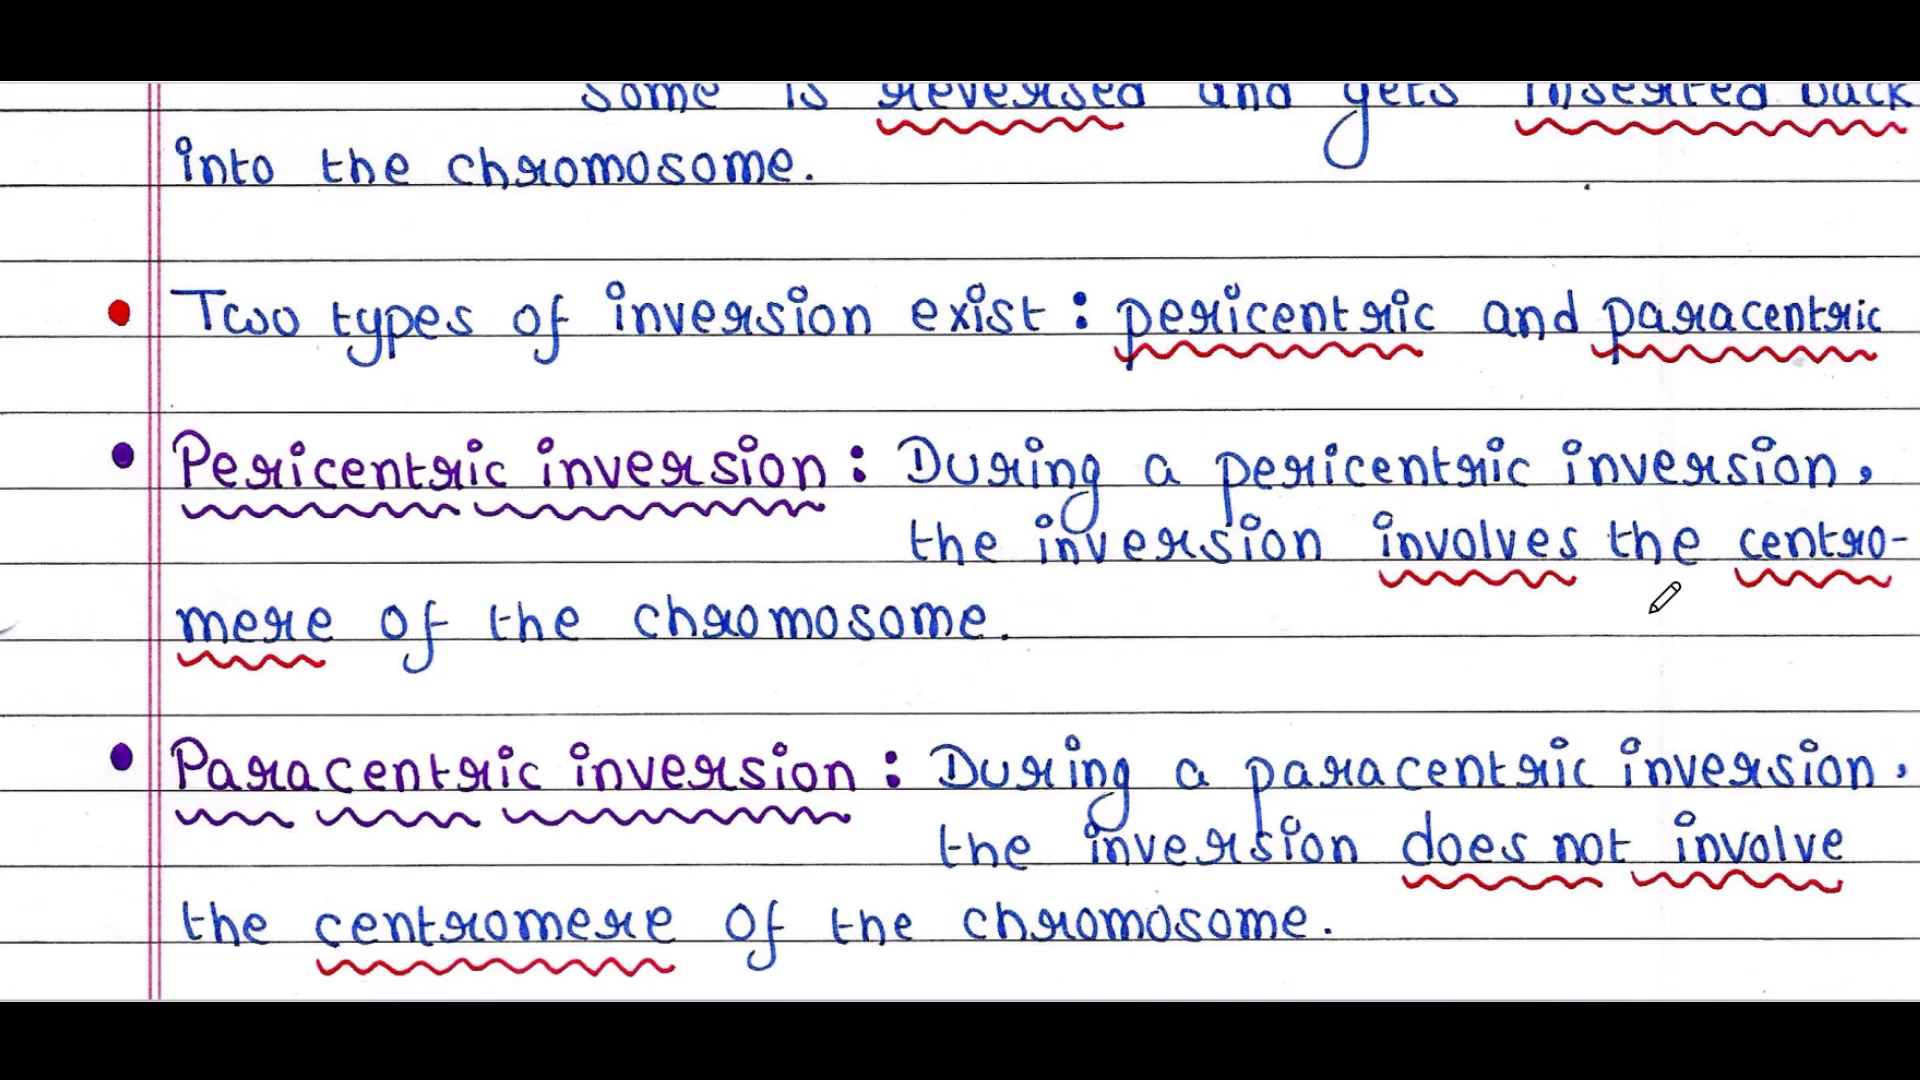 some is reversed and gets inserted back
into the chromosome.
• Two types of inversion exist : pericentric and paracentric
• Pericentric inversion : During a pericentric inversion,
the inversion involves the centro-
mere of the chromosome.
• Paracentric inversion : During a paracentric inversion,
the inversion does not involve
the centromere of the chromosome.